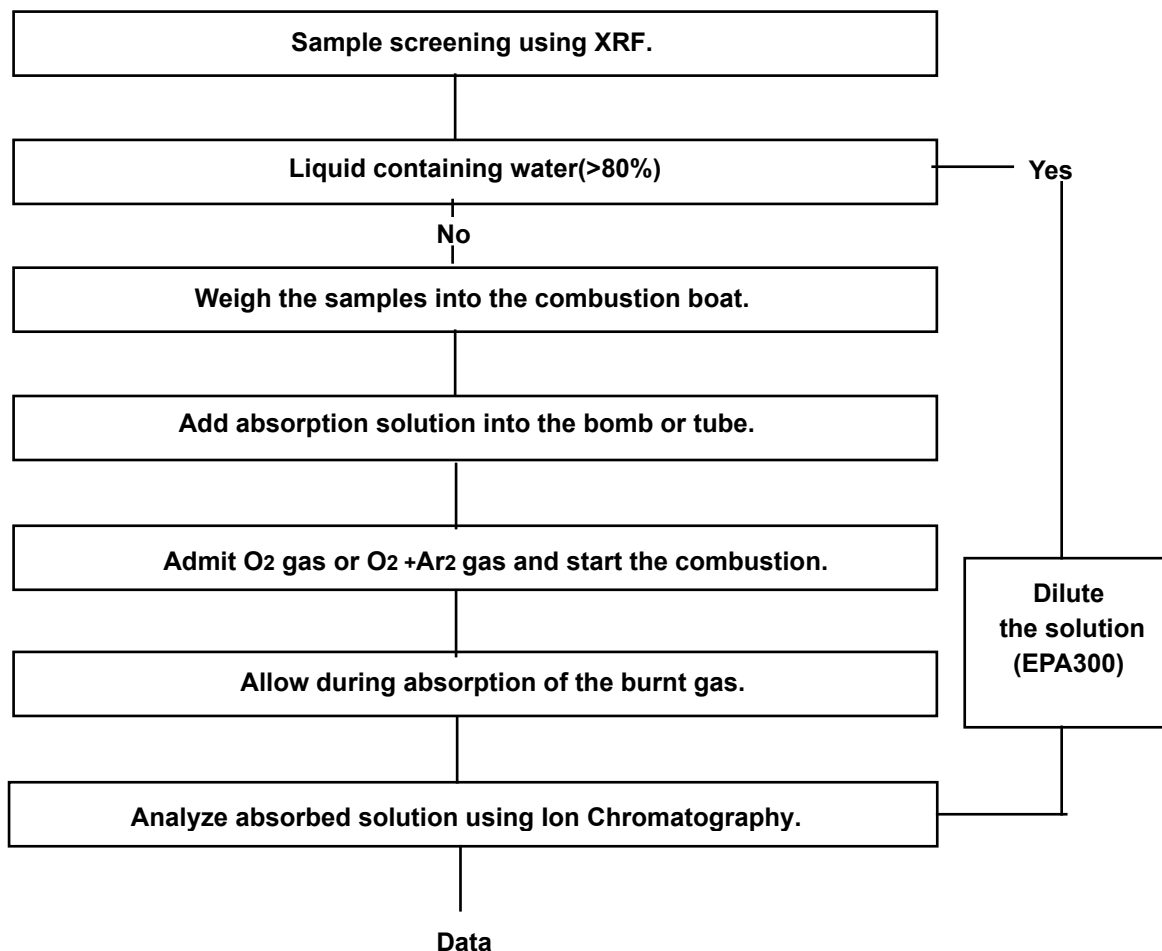 Sample screening using XRF.
Liquid containing water(>80%)
Yes
No
Weigh the samples into the combustion boat.
Add absorption solution into the bomb or tube.
Admit O2 gas or O2 +Ar2 gas and start the combustion.
Dilute
the solution
(EPA300)
Allow during absorption of the burnt gas.
Analyze absorbed solution using Ion Chromatography.
Data